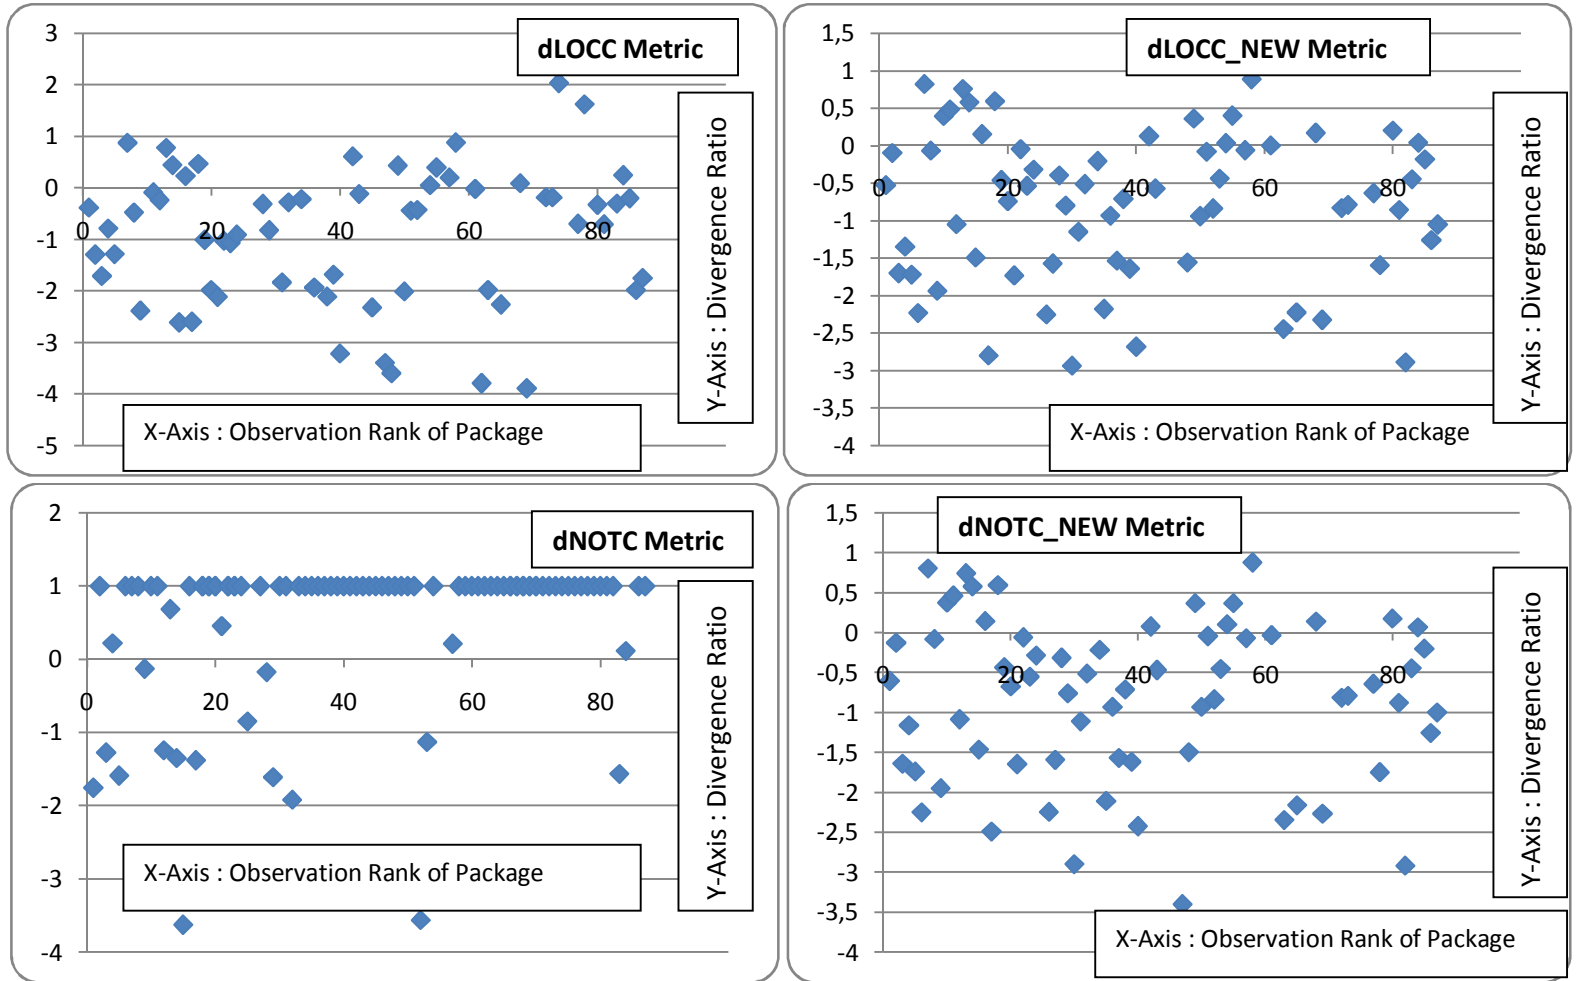 dLOCC Metric
3
2
1
0
-1
-2
-3
-4
-5
0 20 40 60 80
Y-Axis : Divergence Ratio
X-Axis : Observation Rank of Package
dLOCC_NEW Metric
1,5
1
0,5
0
-0,5
-1
-1,5
-2
-2,5
-3
-3,5
-4
0 20 40 60 80
Y-Axis : Divergence Ratio
X-Axis : Observation Rank of Package
dNOTC Metric
2
1
0
-1
-2
-3
-4
0 20 40 60 80
Y-Axis : Divergence Ratio
X-Axis : Observation Rank of Package
dNOTC_NEW Metric
1,5
1
0,5
0
-0,5
-1
-1,5
-2
-2,5
-3
-3,5
-4
0 20 40 60 80
Y-Axis : Divergence Ratio
X-Axis : Observation Rank of Package